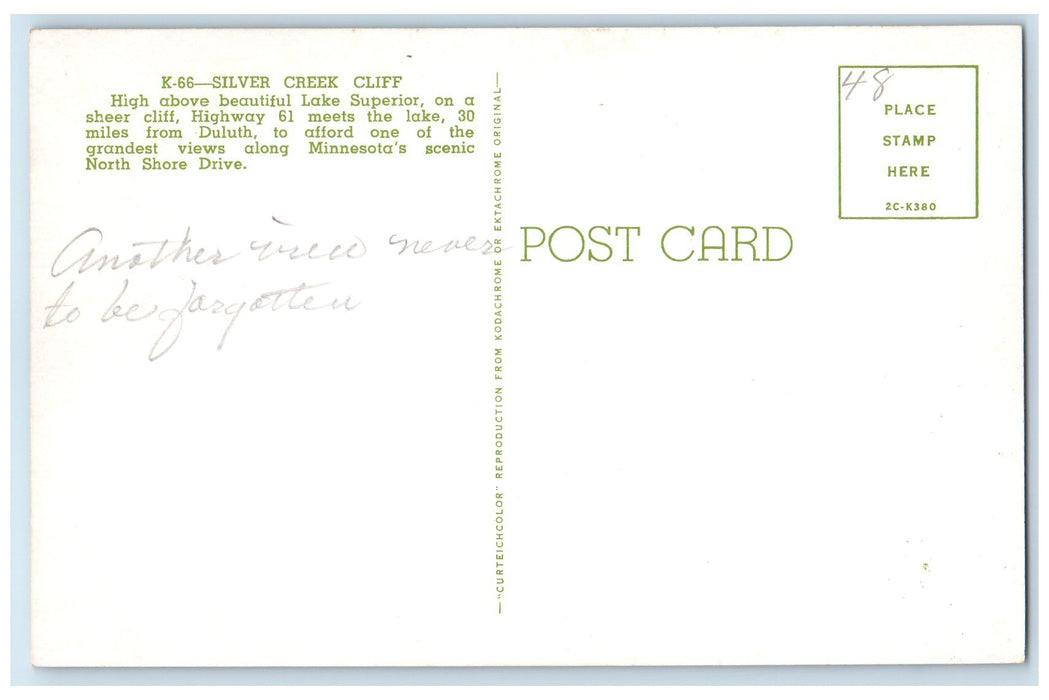 K-66—SILVER CREEK CLIFF
High above beautiful Lake Superior, on a
sheer cliff, Highway 61 meets the lake, 30
miles from Duluth, to afford one of the
grandest views along Minnesota's scenic
North Shore Drive.
Another view never
to be forgotten
—"CURTEICHCOLOR" REPRODUCTION FROM KODACHROME OR EKTACHROME ORIGINAL—
POST CARD
48
PLACE
STAMP
HERE
2C-K380